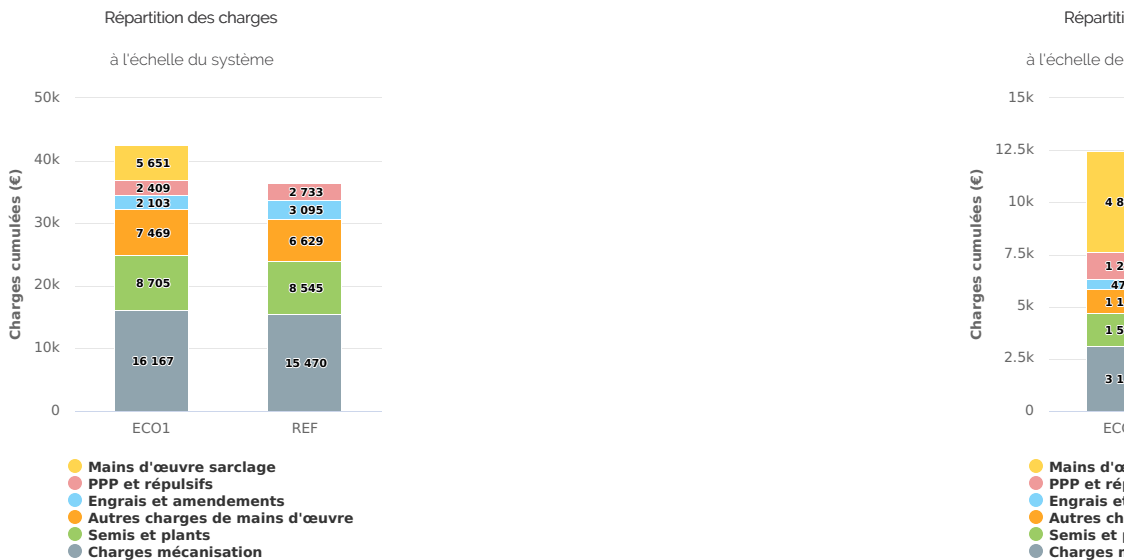 Répartition des charges
à l'échelle du système
50k
40k
30k
20k
10k
0
Charges cumulées (€)
5 651
2 409
2 103
7 469
8 705
16 167
2 733
3 095
6 629
8 545
15 470
ECO1
REF
Mains d'œuvre sarclage
PPP et répulsifs
Engrais et amendements
Autres charges de mains d'œuvre
Semis et plants
Charges mécanisation
à l'échelle de
15k
12.5k
10k
7.5k
5k
2.5k
0
Charges cumulées (€)
Semis et
Charges